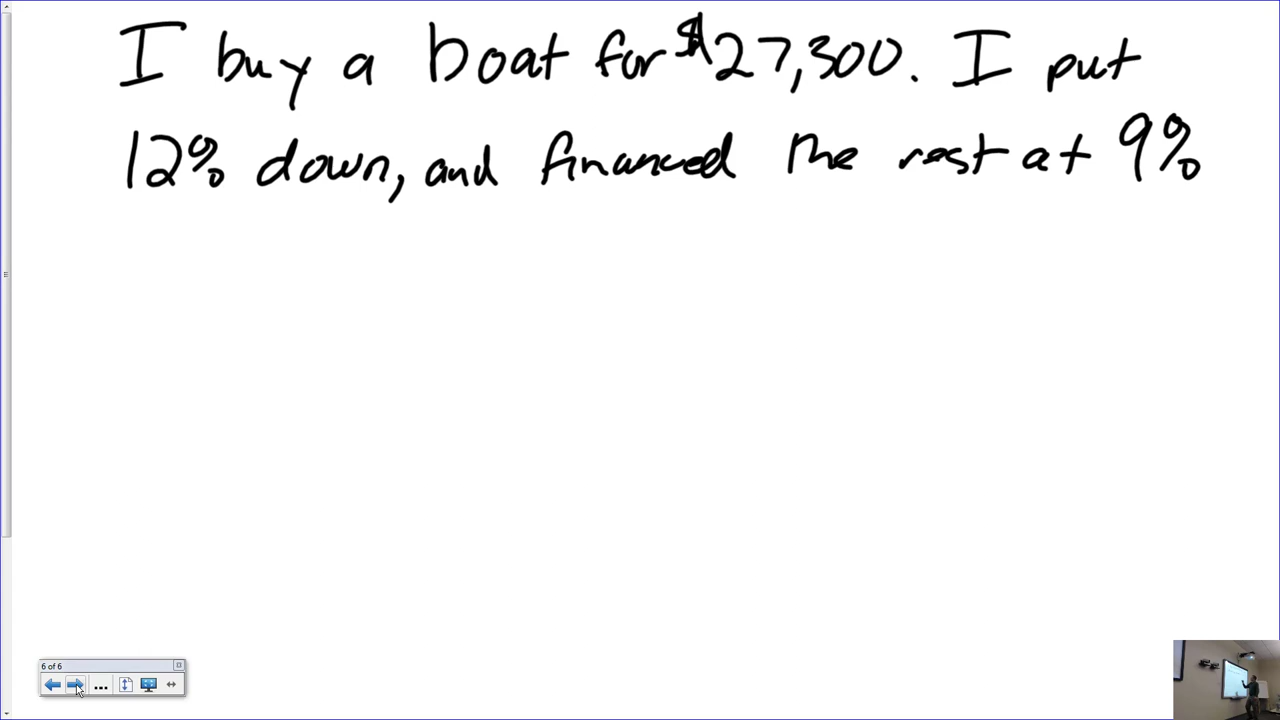 I buy a boat for $27,300. I put
12% down, and financed the rest at 9%
6 of 6
...